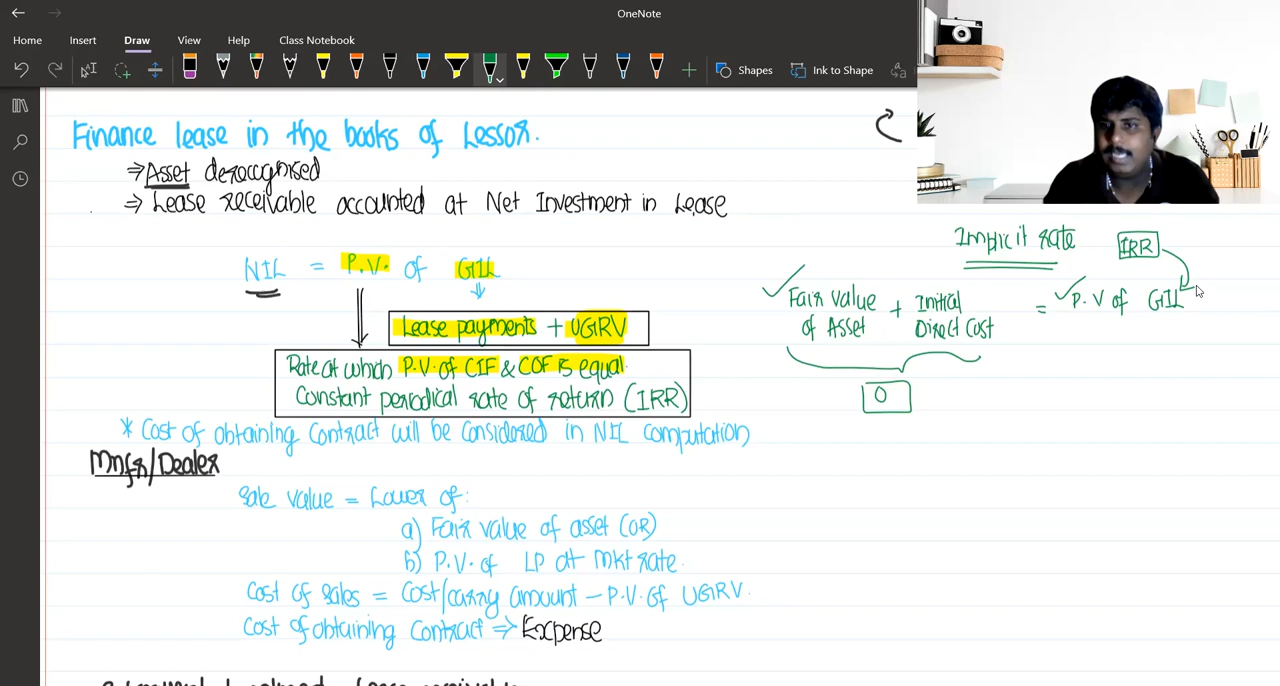 OneNote
Home Insert Draw View Help Class Notebook
Shapes Ink to Shape
Finance lease in the books of Lessor.
⇒ Asset derecognised
⇒ Lease receivable accounted at Net Investment in Lease
NIL = P.V. of GIL
Lease payments + UGRV
Rate at which P.V. of CIF & COF is equal.
Constant periodical rate of return (IRR)
* Cost of obtaining contract will be considered in NIL computation
Mnfr/Dealer
Sale value = Lower of:
a) Fair value of asset (OR)
b) P.V. of LP at mkt rate.
Cost of sales = Cost/carry amount – P.V. of UGRV.
Cost of obtaining contract ⇒ Expense
Implicit rate IRR
Fair value of Asset + Initial Direct Cost = P.V of GIL
0